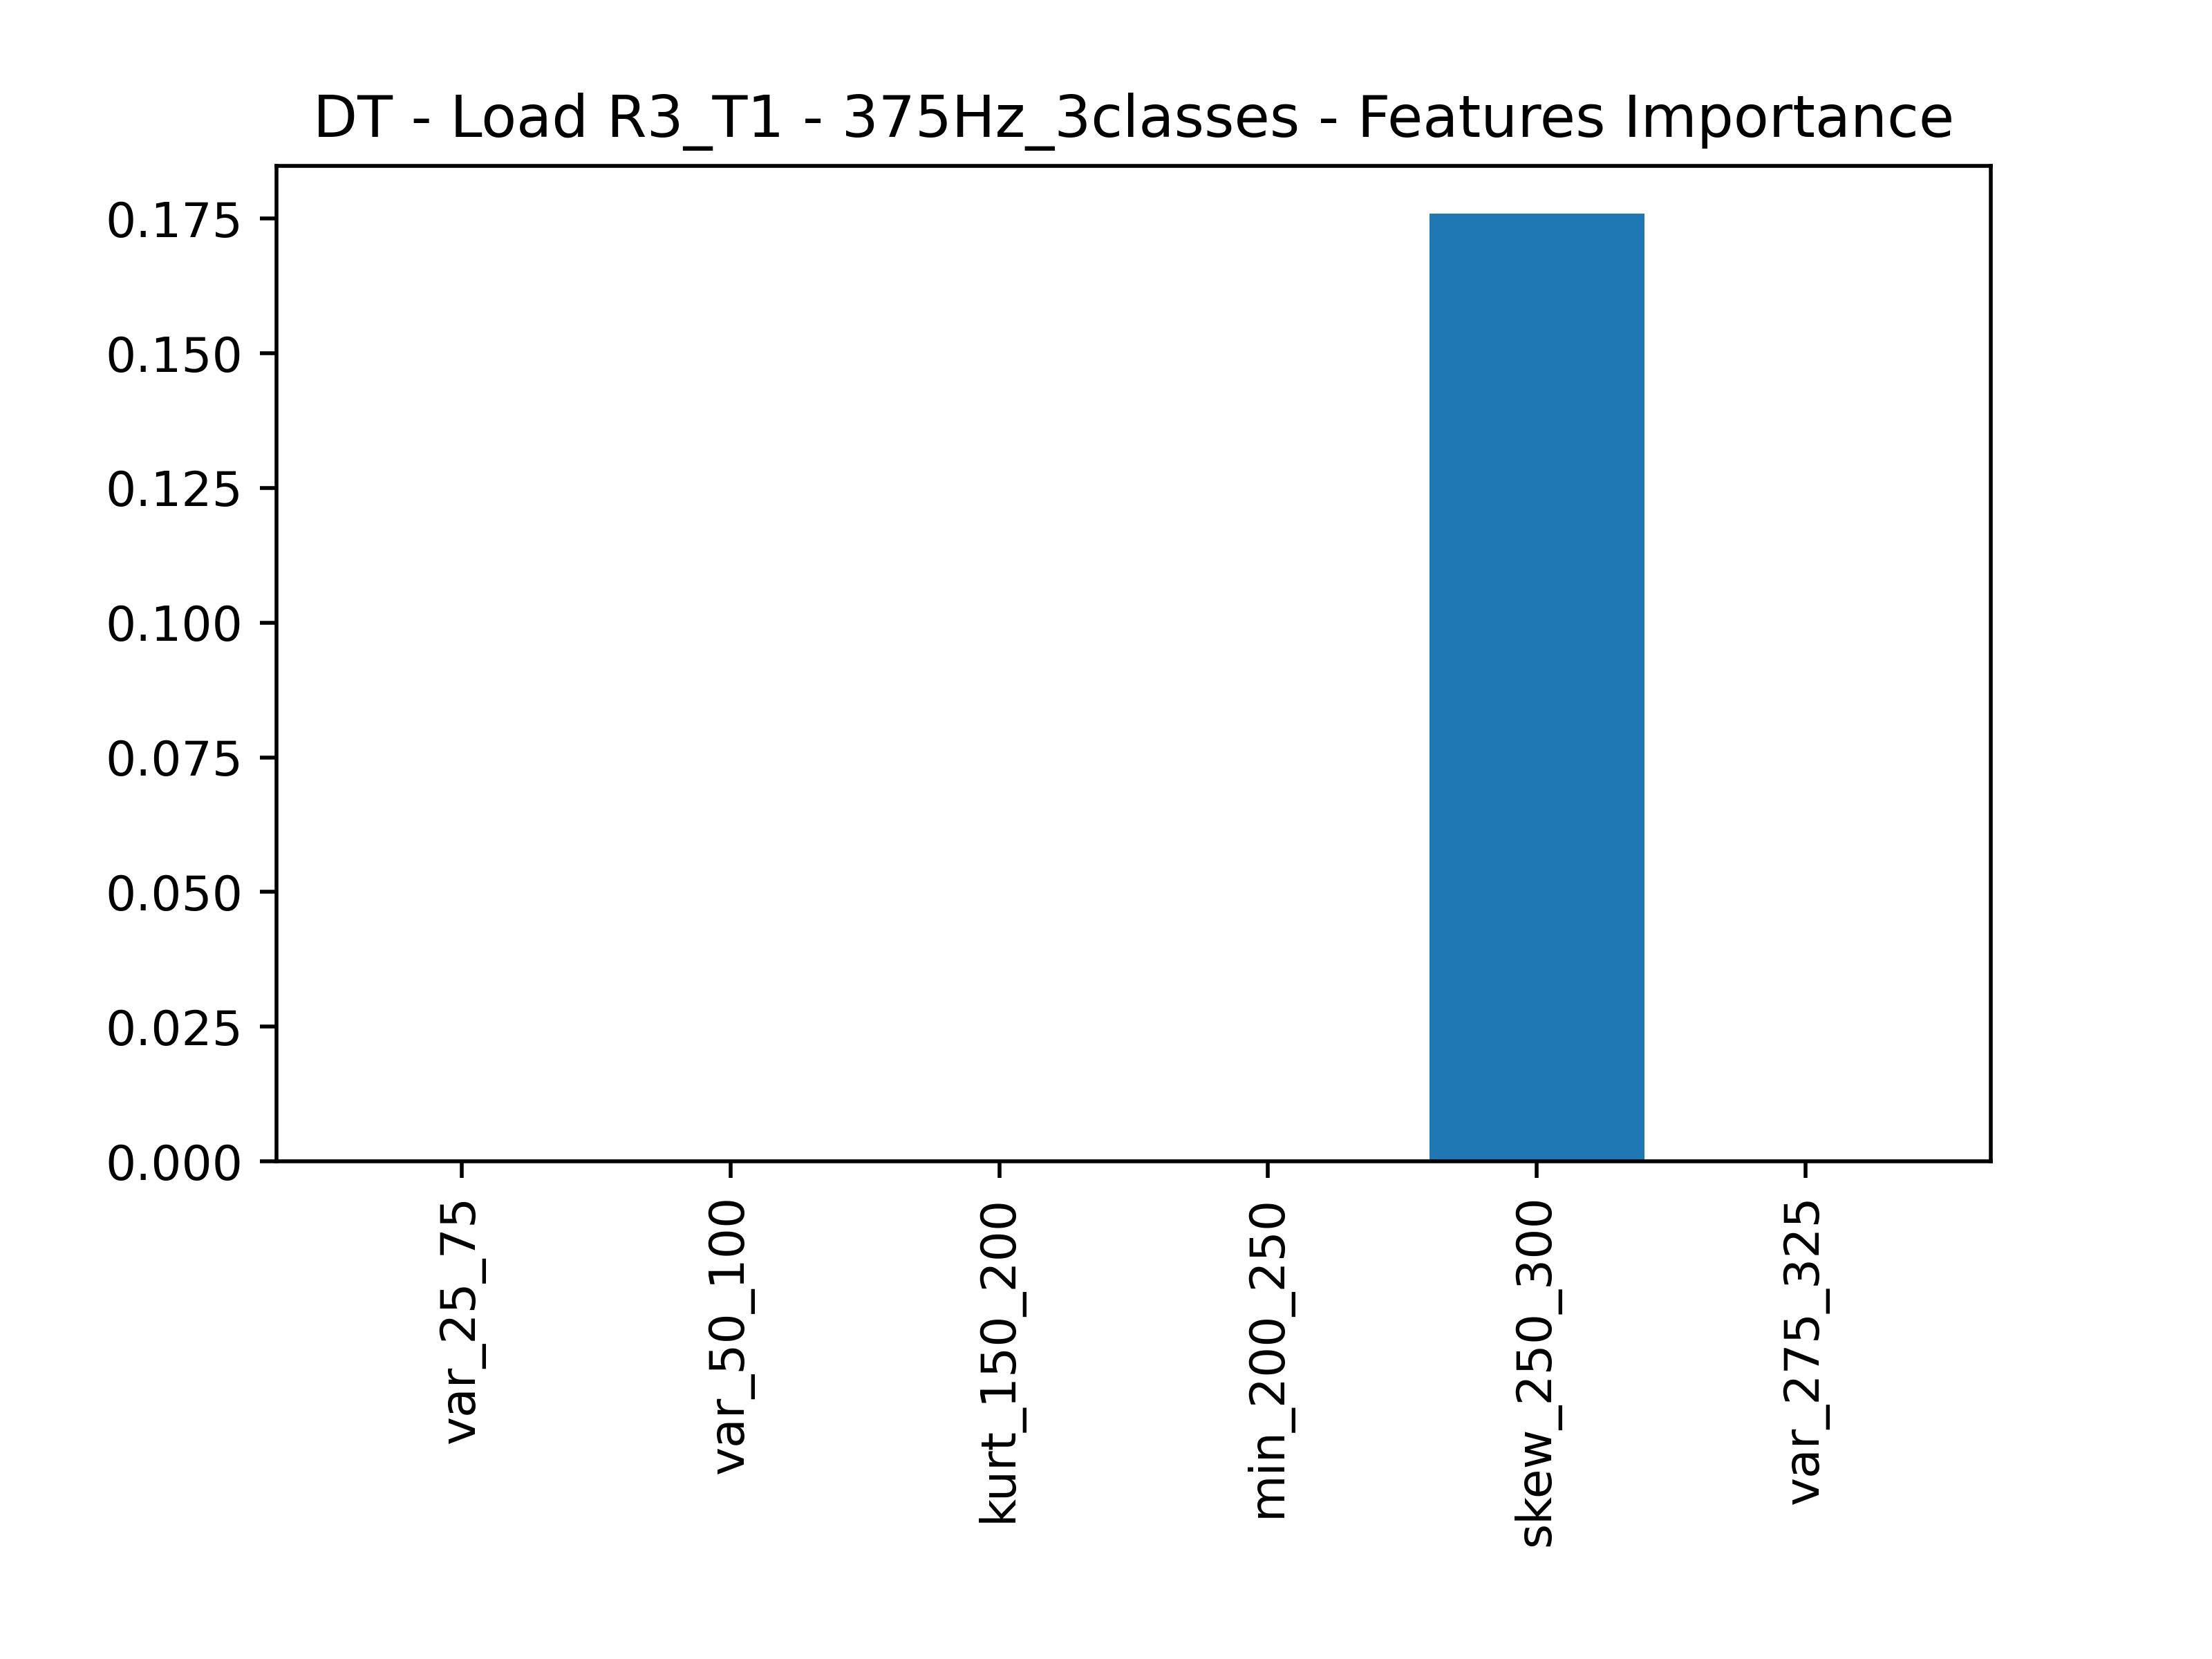 DT - Load R3_T1 - 375Hz_3classes - Features Importance
0.175
0.150
0.125
0.100
0.075
0.050
0.025
0.000
var_25_75
var_50_100
kurt_150_200
min_200_250
skew_250_300
var_275_325